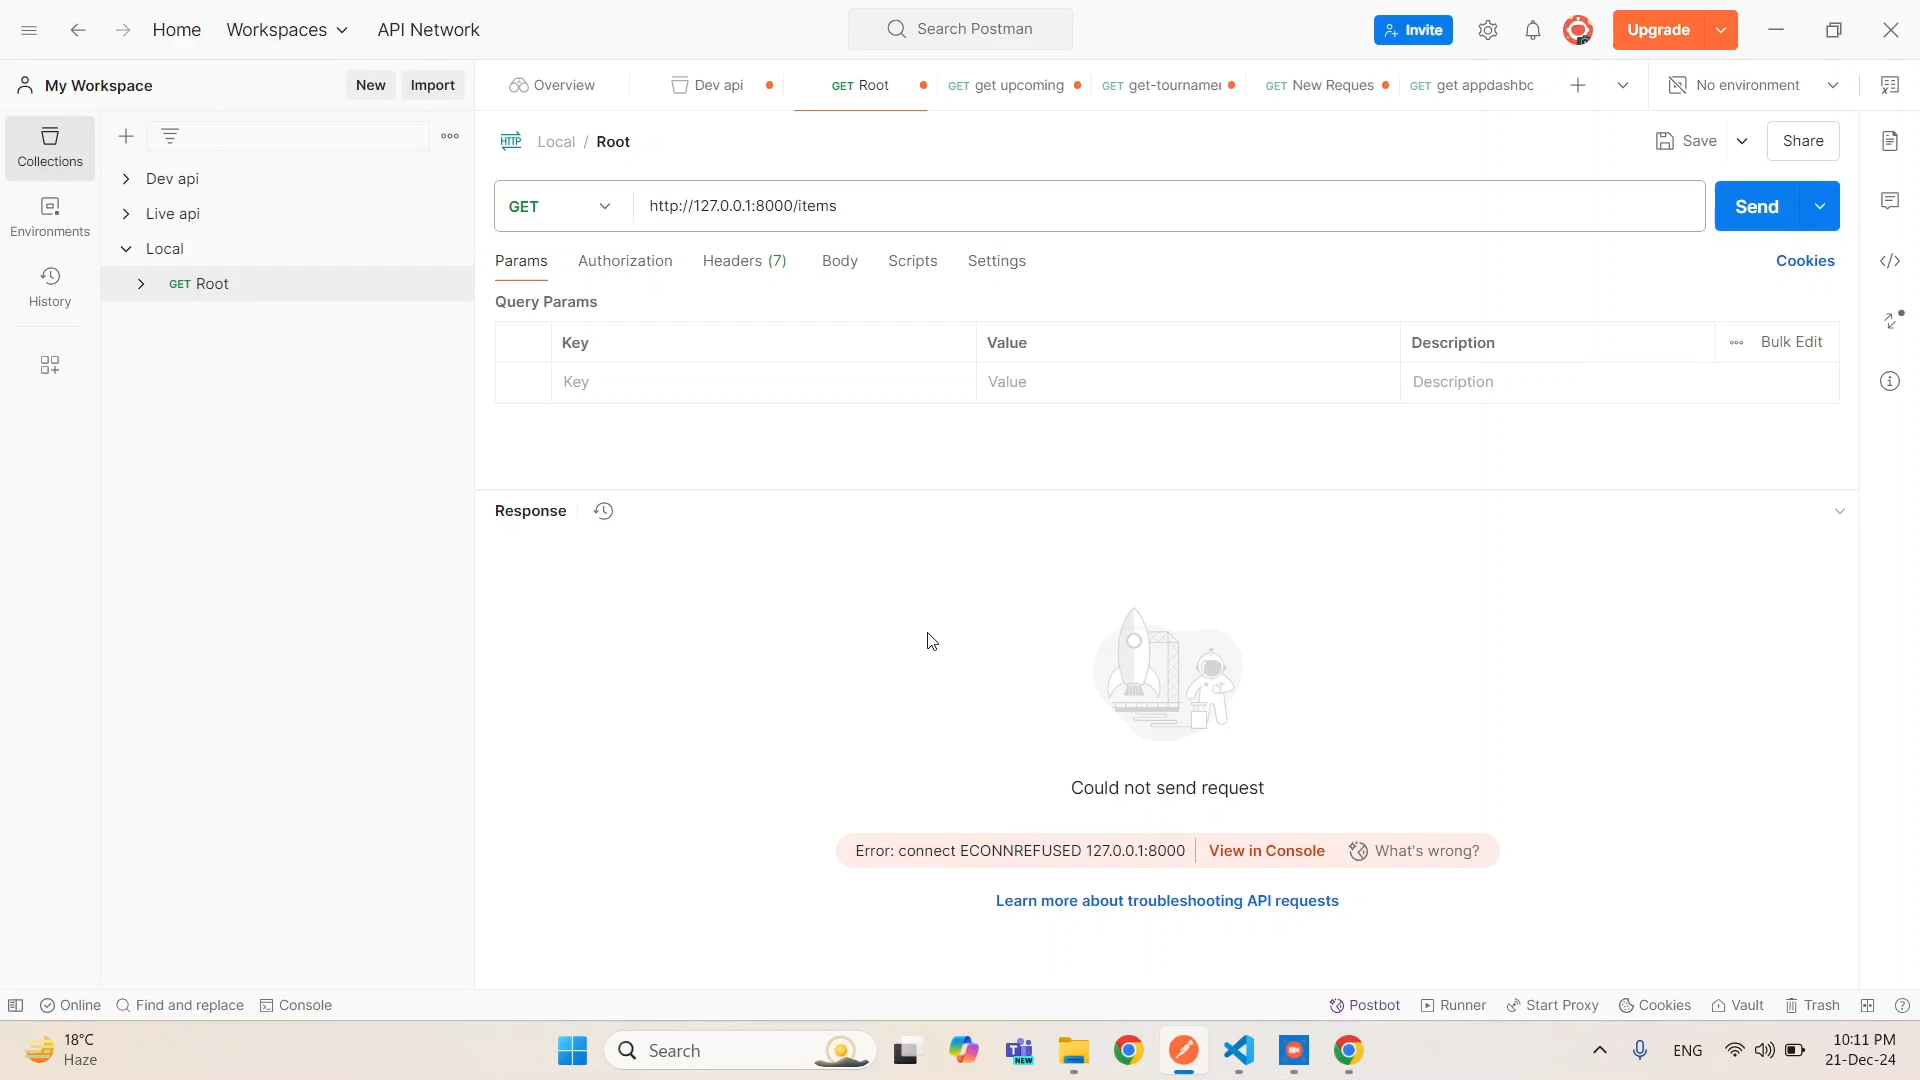 Home Workspaces API Network Search Postman Invite Upgrade
My Workspace New Import Overview Dev api GET Root GET get upcoming GET get-tournamer GET New Reques GET get appdashbc No environment
Collections
Environments
History
Dev api
Live api
Local
GET Root
HTTP Local / Root Save Share
GET http://127.0.0.1:8000/items Send
Params Authorization Headers (7) Body Scripts Settings Cookies
Query Params
Key Value Description Bulk Edit
Key Value Description
Response
Could not send request
Error: connect ECONNREFUSED 127.0.0.1:8000 View in Console What's wrong?
Learn more about troubleshooting API requests
Online Find and replace Console Postbot Runner Start Proxy Cookies Vault Trash
18°C
Haze
Search
NEW
ENG
10:11 PM
21-Dec-24